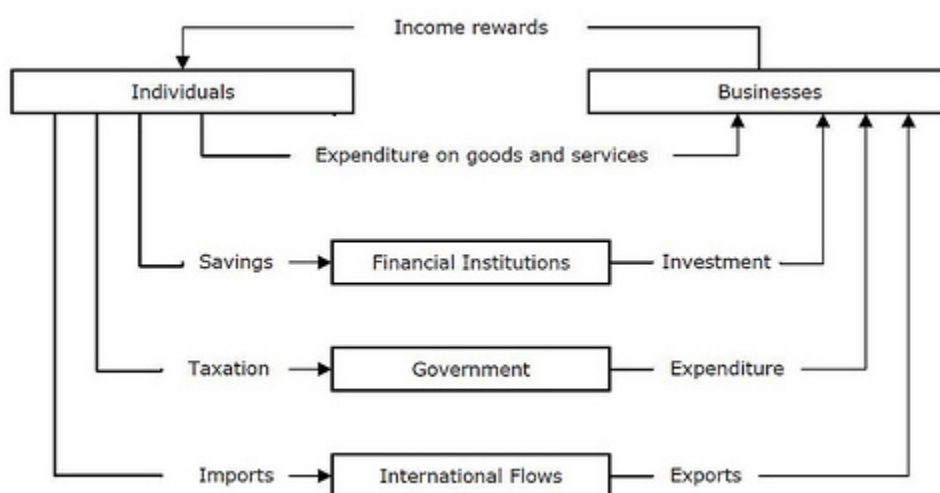 Income rewards
Individuals
Businesses
Expenditure on goods and services
Savings
Financial Institutions
Investment
Taxation
Government
Expenditure
Imports
International Flows
Exports